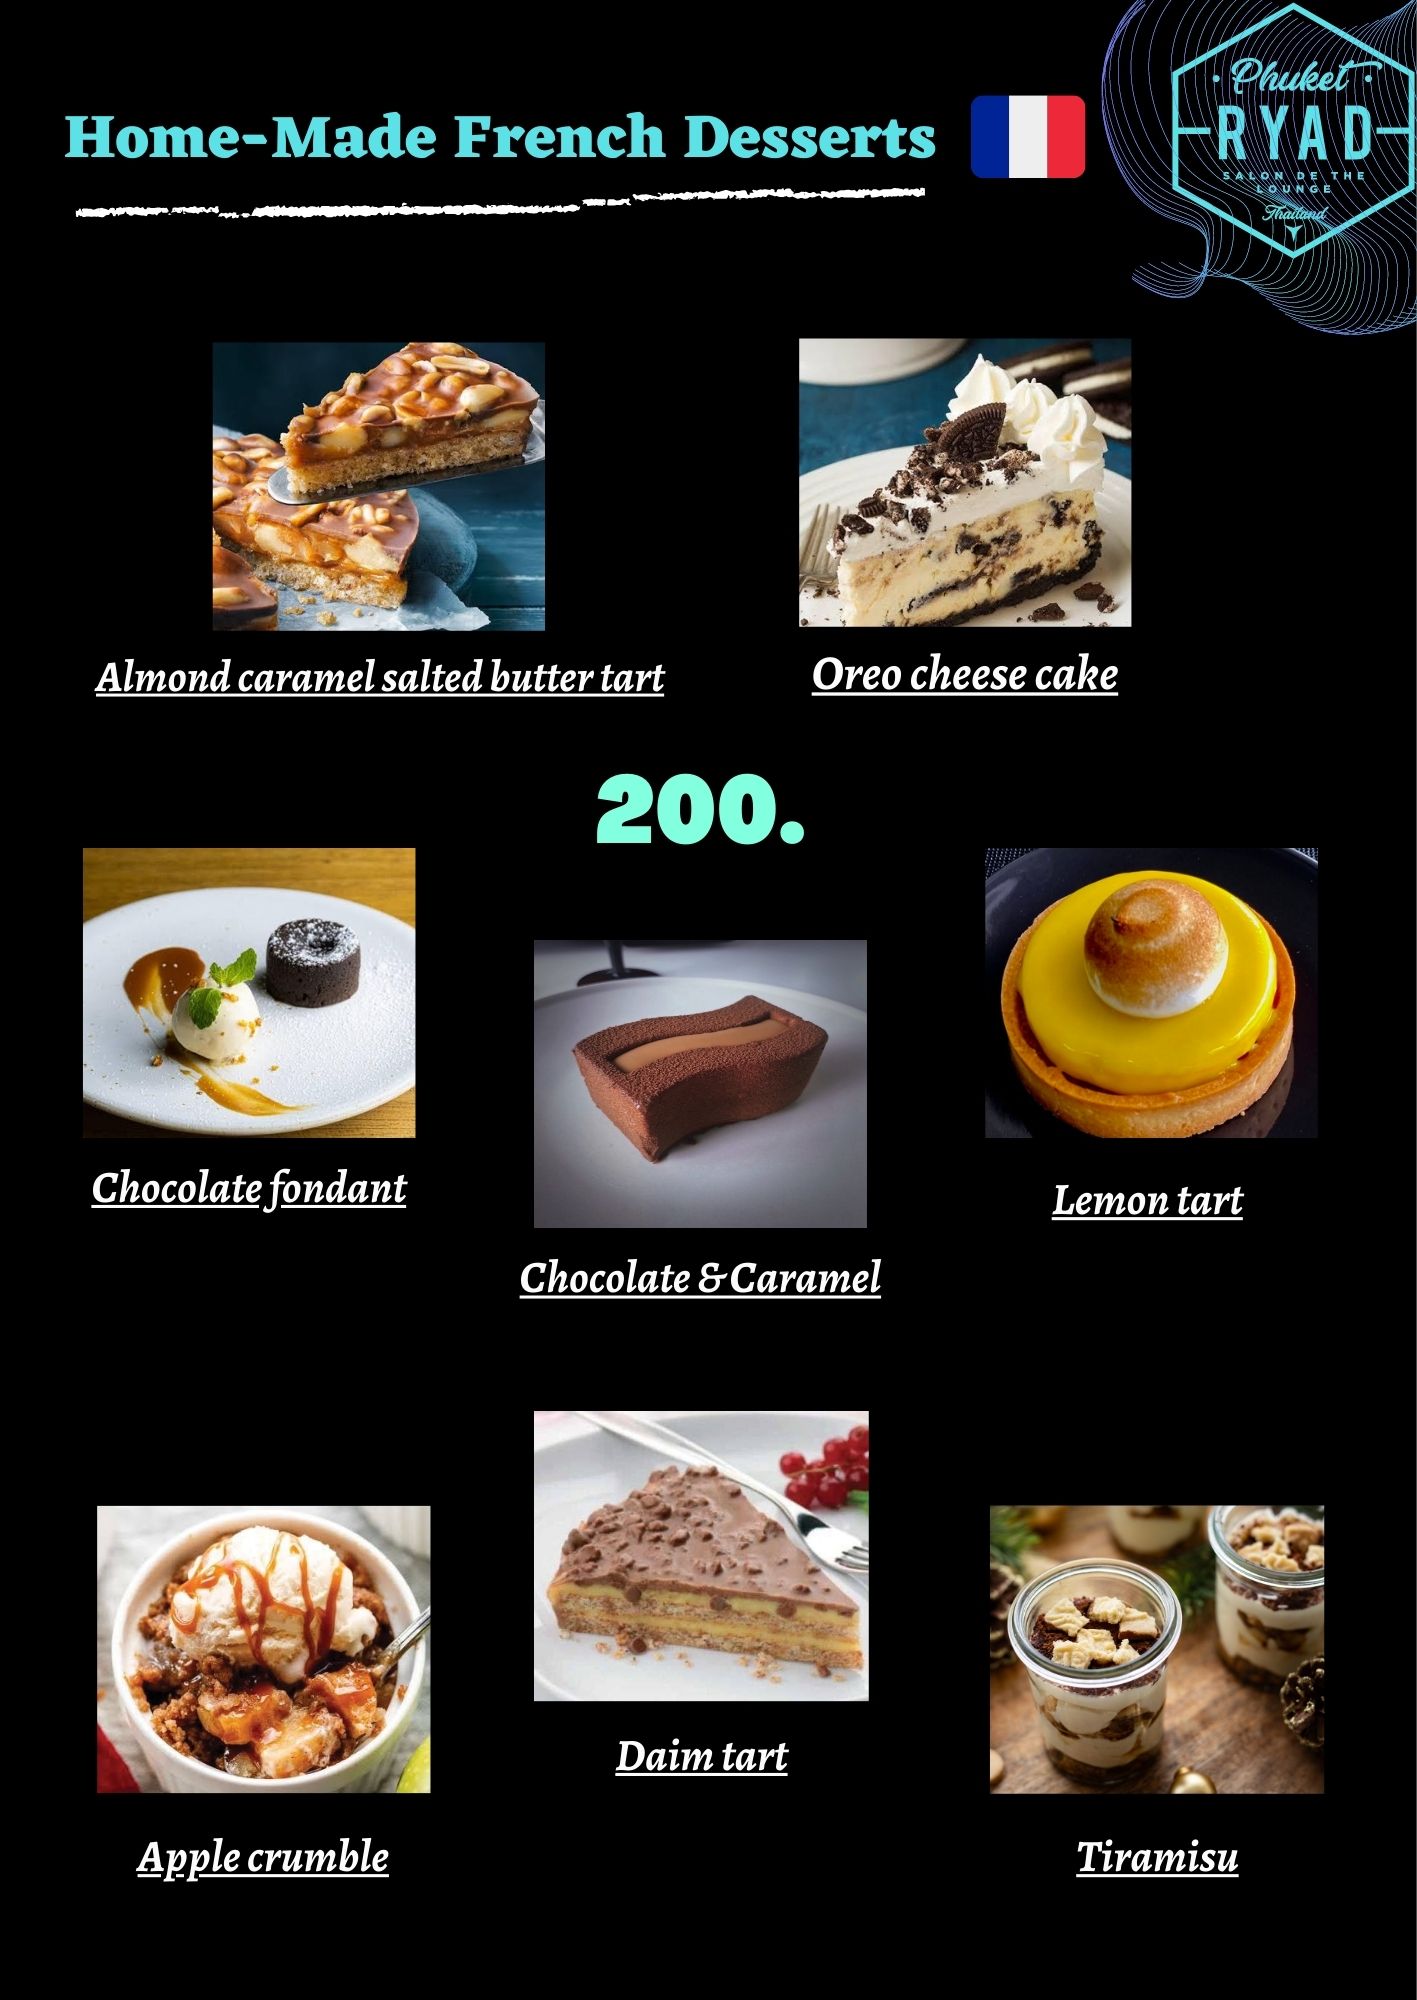 Home-Made French Desserts
Phuket
RYAD
SALON DE THE
LOUNGE
Thailand
Almond caramel salted butter tart
Oreo cheese cake
200.
Chocolate fondant
Lemon tart
Chocolate & Caramel
Daim tart
Apple crumble
Tiramisu